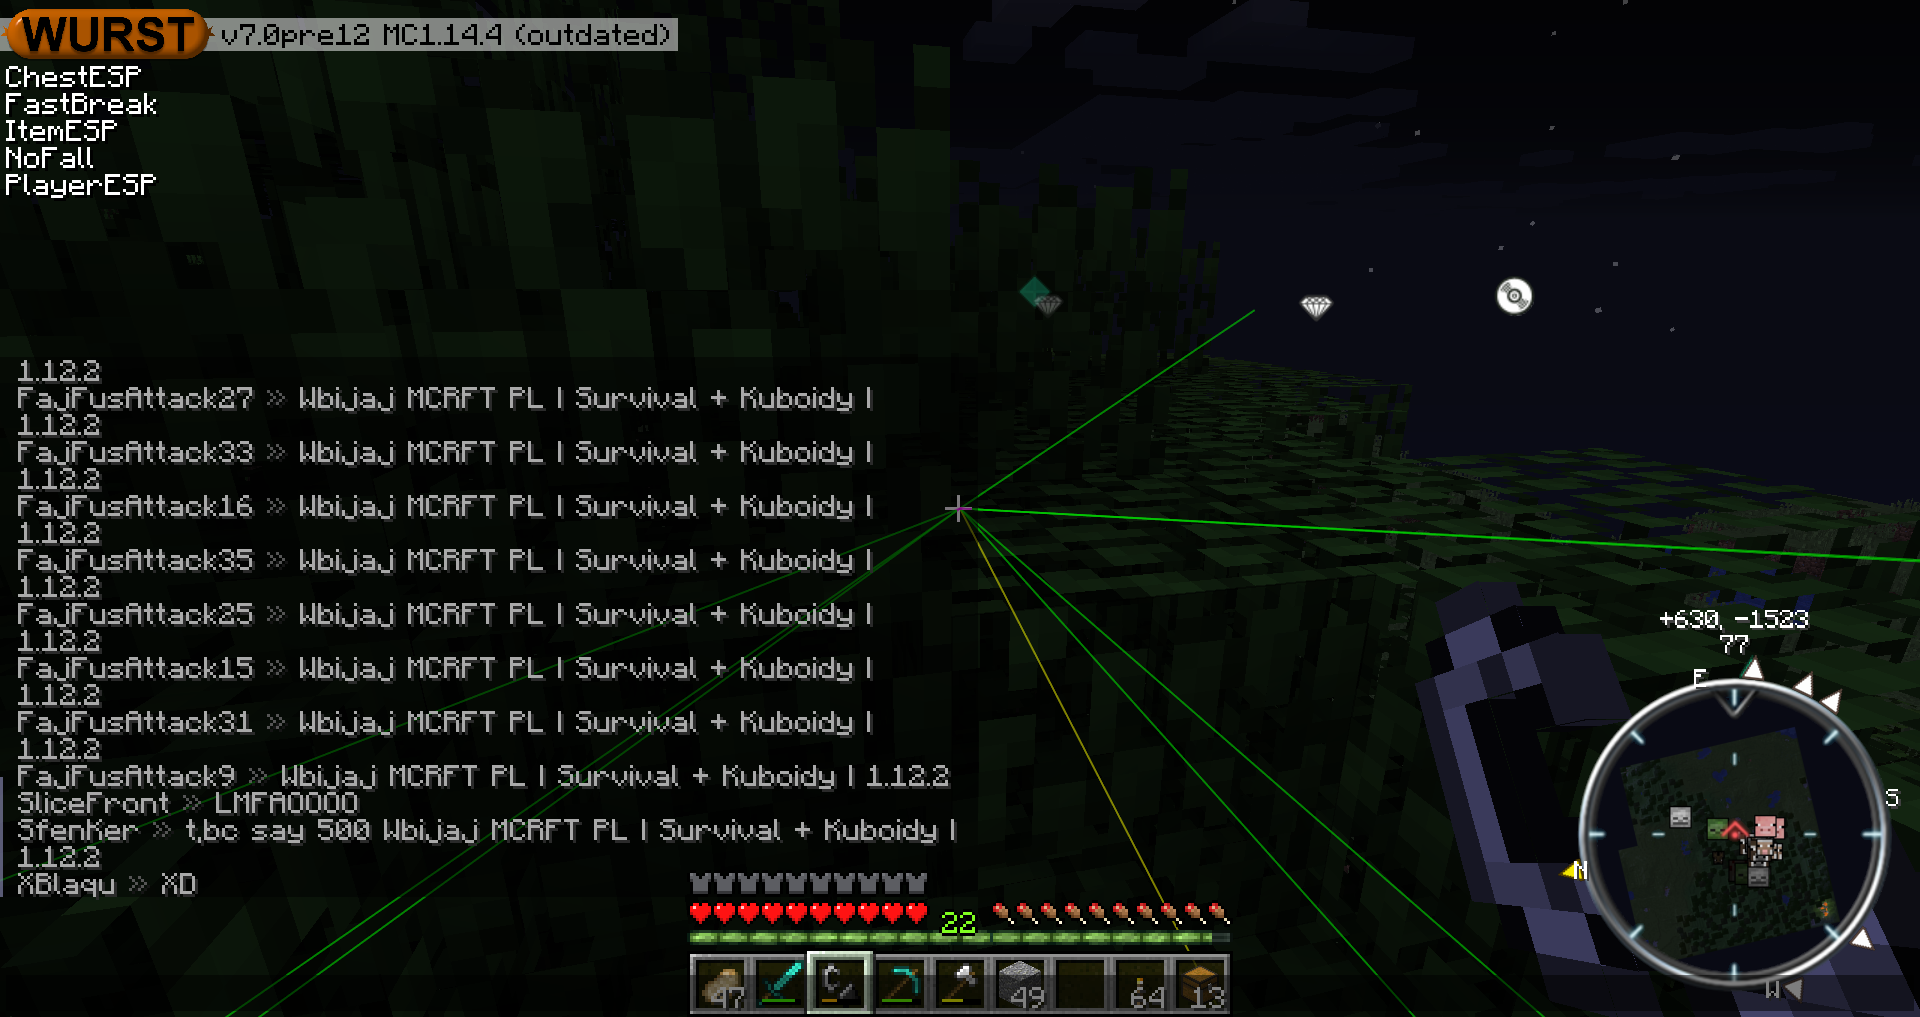 WURST v7.0pre12 MC1.14.4 (outdated)
ChestESP
FastBreak
ItemESP
NoFall
PlayerESP
1.12.2
FajFusAttack27 » Wbijaj MCRFT PL | Survival + Kuboidy |
1.12.2
FajFusAttack33 » Wbijaj MCRFT PL | Survival + Kuboidy |
1.12.2
FajFusAttack16 » Wbijaj MCRFT PL | Survival + Kuboidy |
1.12.2
FajFusAttack35 » Wbijaj MCRFT PL | Survival + Kuboidy |
1.12.2
FajFusAttack25 » Wbijaj MCRFT PL | Survival + Kuboidy |
1.12.2
FajFusAttack15 » Wbijaj MCRFT PL | Survival + Kuboidy |
1.12.2
FajFusAttack31 » Wbijaj MCRFT PL | Survival + Kuboidy |
1.12.2
FajFusAttack9 » Wbijaj MCRFT PL | Survival + Kuboidy | 1.12.2
SliceFront » LMFAOOOO
SfenKer » t,bc say 500 Wbijaj MCRFT PL | Survival + Kuboidy |
1.12.2
XBlaqu » XD
+630, -1523
77
E
S
N
W
22
47
49
64
13